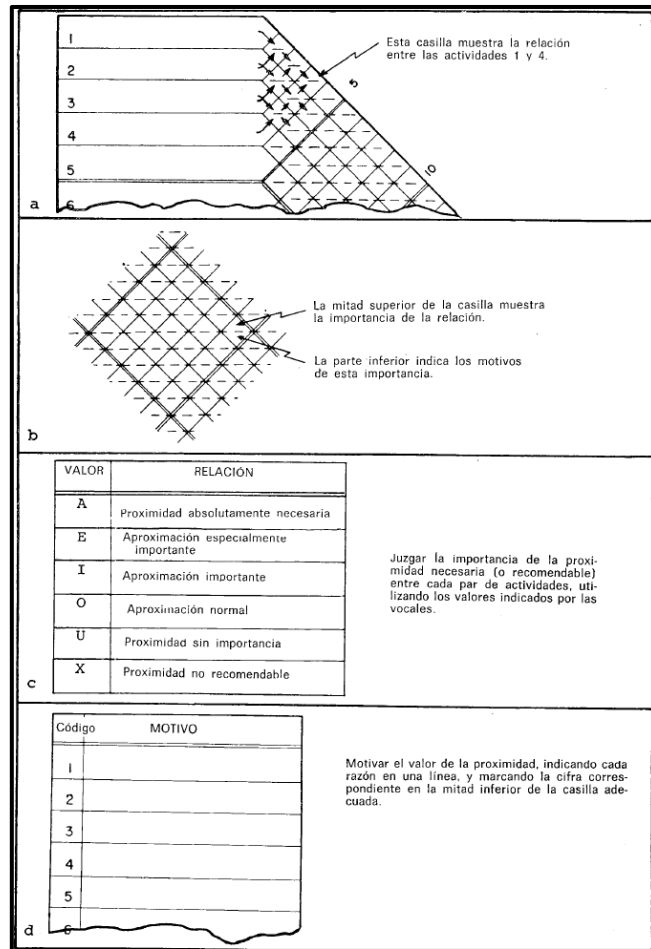 1
2
3
4
5
6
a
Esta casilla muestra la relación
entre las actividades 1 y 4.
5
10
La mitad superior de la casilla muestra
la importancia de la relación.
La parte inferior indica los motivos
de esta importancia.
b
VALOR RELACIÓN
A Proximidad absolutamente necesaria
E Aproximación especialmente
importante
I Aproximación importante
O Aproximación normal
U Proximidad sin importancia
X Proximidad no recomendable
c
Juzgar la importancia de la proxi-
midad necesaria (o recomendable)
entre cada par de actividades, uti-
lizando los valores indicados por las
vocales.
Código MOTIVO
1
2
3
4
5
6
d
Motivar el valor de la proximidad, indicando cada
razón en una línea, y marcando la cifra corres-
pondiente en la mitad inferior de la casilla ade-
cuada.